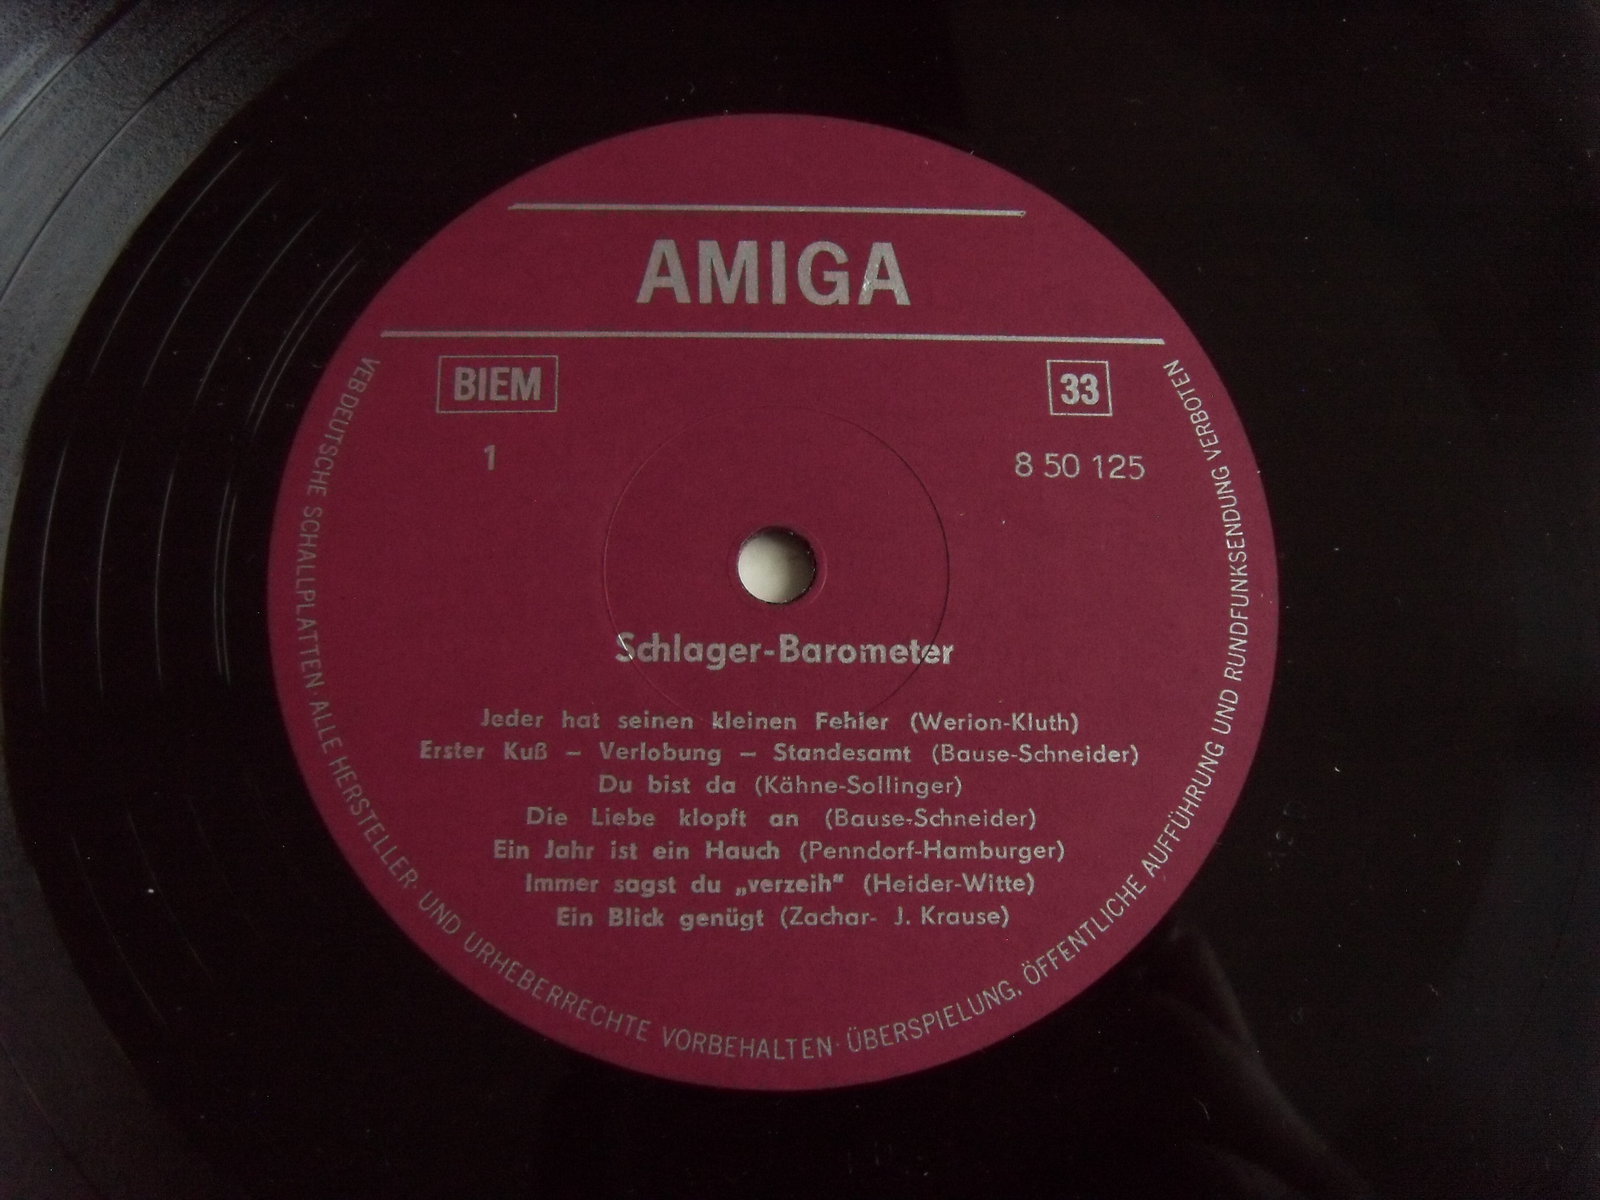 AMIGA
BIEM
33
1
8 50 125
Schlager-Barometer
Jeder hat seinen kleinen Fehler (Werion-Kluth)
Erster Kuß – Verlobung – Standesamt (Bause-Schneider)
Du bist da (Kähne-Sollinger)
Die Liebe klopft an (Bause-Schneider)
Ein Jahr ist ein Hauch (Penndorf-Hamburger)
Immer sagst du „verzeih“ (Heider-Witte)
Ein Blick genügt (Zachar- J. Krause)
VEB DEUTSCHE SCHALLPLATTEN · ALLE HERSTELLER- UND URHEBERRECHTE VORBEHALTEN · ÜBERSPIELUNG, ÖFFENTLICHE AUFFÜHRUNG UND RUNDFUNKSENDUNG VERBOTEN